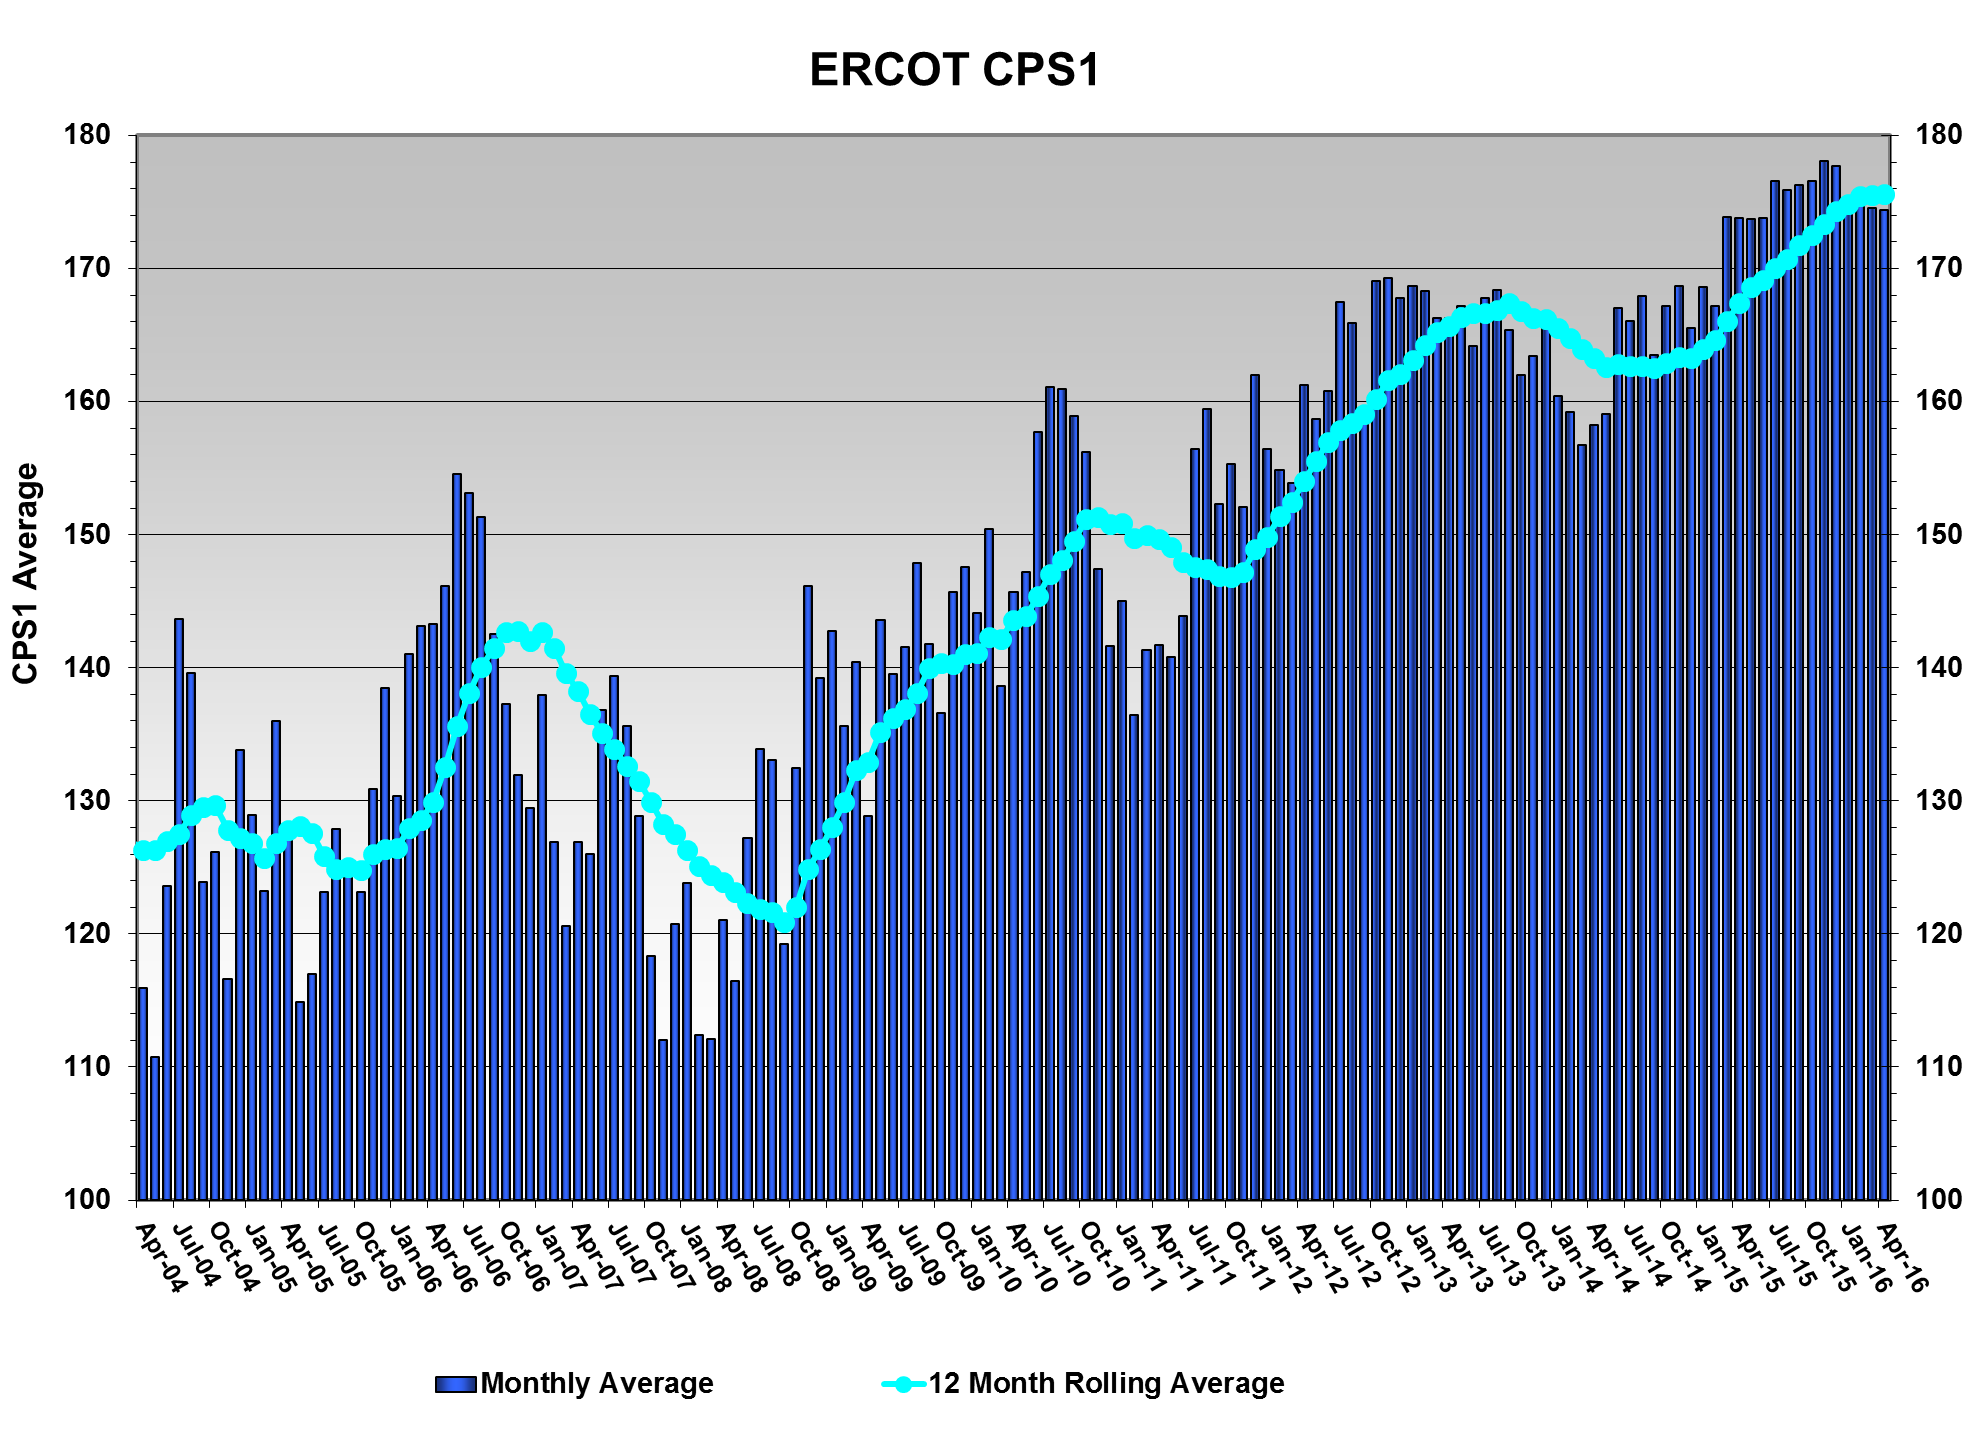 ERCOT CPS1
180 180
170 170
160 160
150 150
140 140
130 130
120 120
110 110
100 100
CPS1 Average
Apr-04 Jul-04 Oct-04 Jan-05 Apr-05 Jul-05 Oct-05 Jan-06 Apr-06 Jul-06 Oct-06 Jan-07 Apr-07 Jul-07 Oct-07 Jan-08 Apr-08 Jul-08 Oct-08 Jan-09 Apr-09 Jul-09 Oct-09 Jan-10 Apr-10 Jul-10 Oct-10 Jan-11 Apr-11 Jul-11 Oct-11 Jan-12 Apr-12 Jul-12 Oct-12 Jan-13 Apr-13 Jul-13 Oct-13 Jan-14 Apr-14 Jul-14 Oct-14 Jan-15 Apr-15 Jul-15 Oct-15 Jan-16 Apr-16
Monthly Average 12 Month Rolling Average